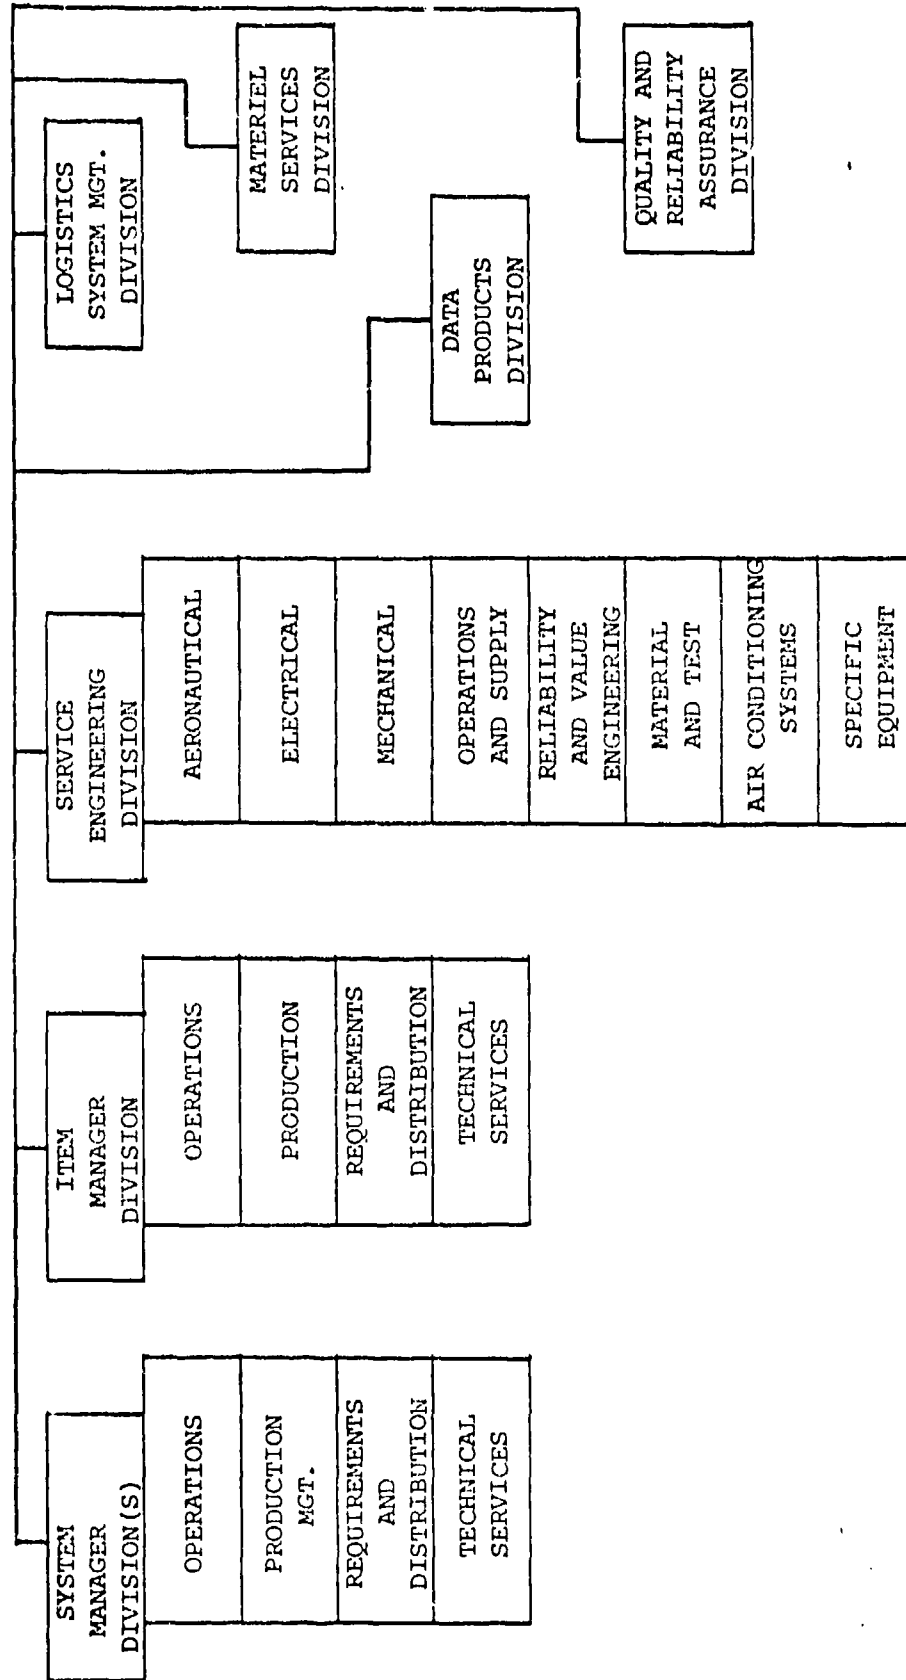 SYSTEM
MANAGER
DIVISION(S)
OPERATIONS
PRODUCTION
MGT.
REQUIREMENTS
AND
DISTRIBUTION
TECHNICAL
SERVICES
ITEM
MANAGER
DIVISION
OPERATIONS
PRODUCTION
REQUIREMENTS
AND
DISTRIBUTION
TECHNICAL
SERVICES
SERVICE
ENGINEERING
DIVISION
AERONAUTICAL
ELECTRICAL
MECHANICAL
OPERATIONS
AND SUPPLY
RELIABILITY
AND VALUE
ENGINEERING
MATERIAL
AND TEST
AIR CONDITIONING
SYSTEMS
SPECIFIC
EQUIPMENT
DATA
PRODUCTS
DIVISION
LOGISTICS
SYSTEM MGT.
DIVISION
MATERIEL
SERVICES
DIVISION
QUALITY AND
RELIABILITY
ASSURANCE
DIVISION